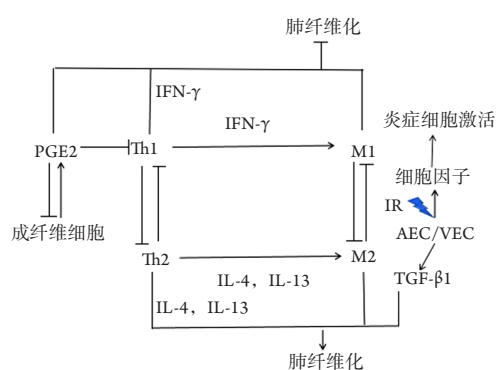 肺纤维化
IFN-γ
IFN-γ
炎症细胞激活
PGE2
Th1
M1
细胞因子
IR
成纤维细胞
AEC/VEC
Th2
M2
TGF-β1
IL-4，IL-13
IL-4，IL-13
肺纤维化